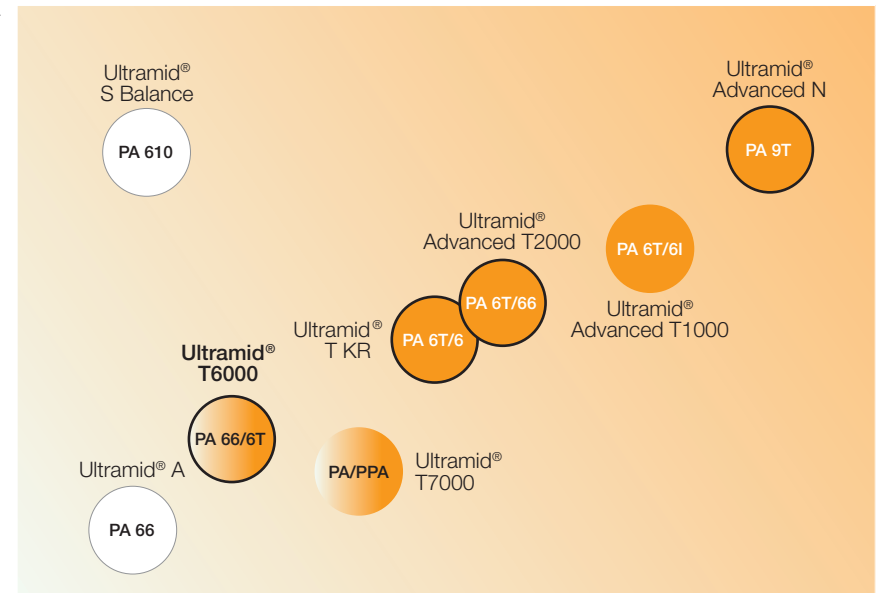 Ultramid®
S Balance
PA 610
Ultramid®
Advanced N
PA 9T
Ultramid®
Advanced T2000
PA 6T/66
PA 6T/6I
Ultramid®
Advanced T1000
Ultramid®
T KR
PA 6T/6
Ultramid®
T6000
PA 66/6T
PA/PPA
Ultramid®
T7000
Ultramid® A
PA 66